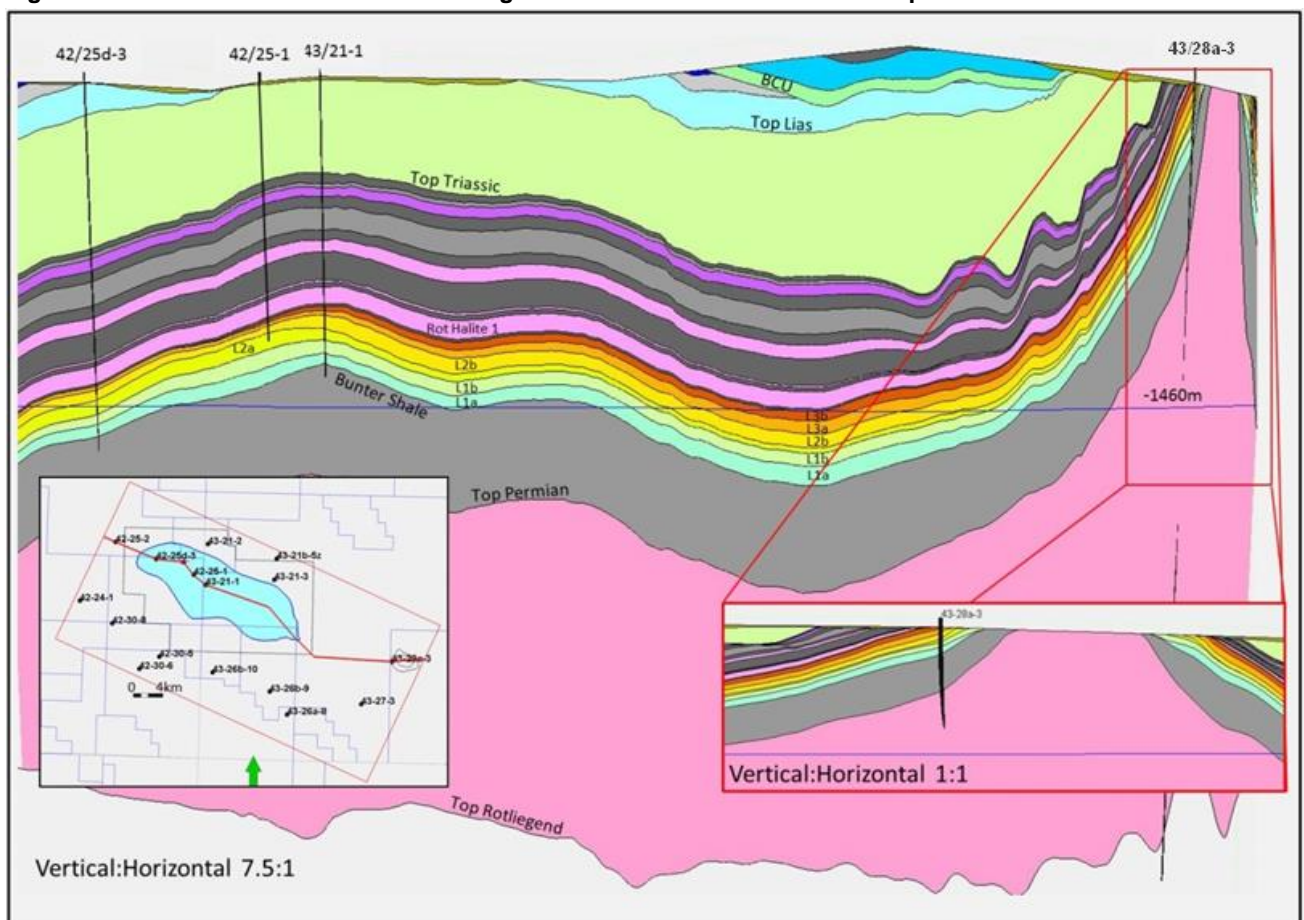 42/25d-3
42/25-1
43/21-1
43/28a-3
BCU
Top Lias
Top Triassic
Rot Halite 1
L2a
L2b
L1b
L1a
Bunter Shale
-1460m
L3b
L3a
L2b
L1b
L1a
Top Permian
42-25-2
43-21-2
42-25d-3
43-21b-5z
42-25-1
43-21-1
43-21-3
42-24-1
42-30-8
42-30-5
42-30-6
43-26b-10
43-28a-3
43-26b-9
43-27-3
43-26a-8
0 4km
43-28a-3
Vertical:Horizontal 1:1
Top Rotliegend
Vertical:Horizontal 7.5:1